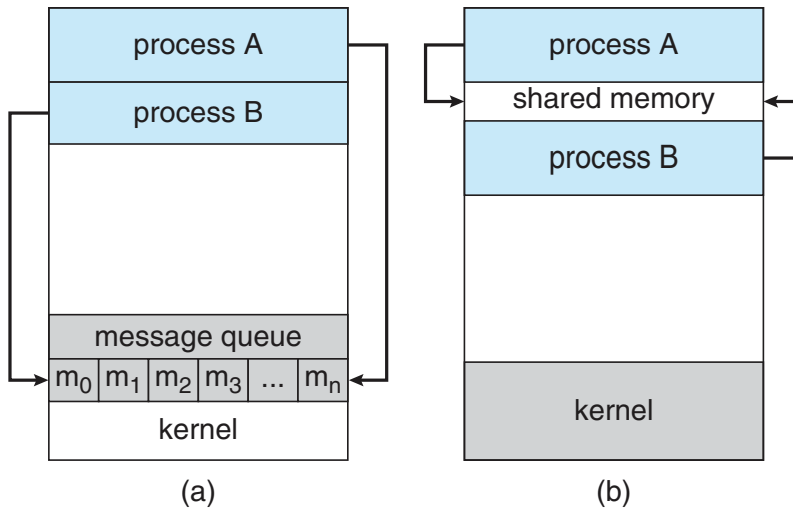 process A
process B
message queue
m0 m1 m2 m3 ... mn
kernel
(a)
process A
shared memory
process B
kernel
(b)